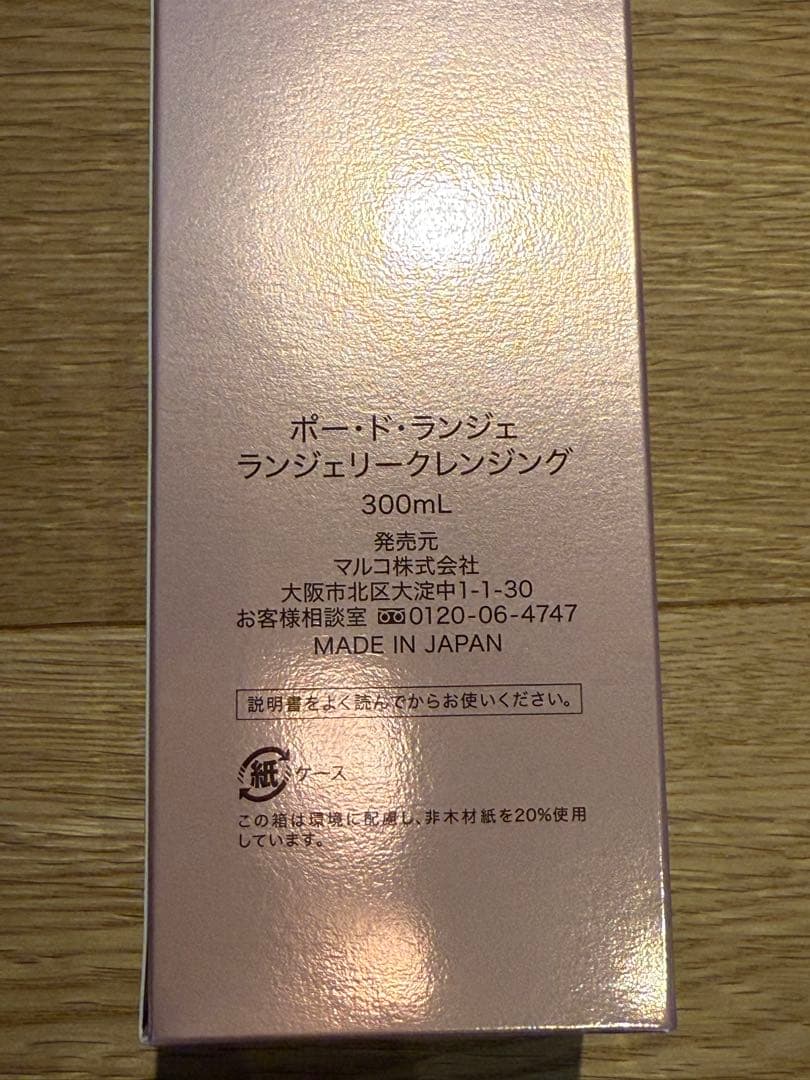 ポー・ド・ランジェ
ランジェリークレンジング
300mL
発売元
マルコ株式会社
大阪市北区大淀中1-1-30
お客様相談室 0120-06-4747
MADE IN JAPAN
説明書をよく読んでからお使いください。
紙 ケース
この箱は環境に配慮し、非木材紙を20%使用
しています。